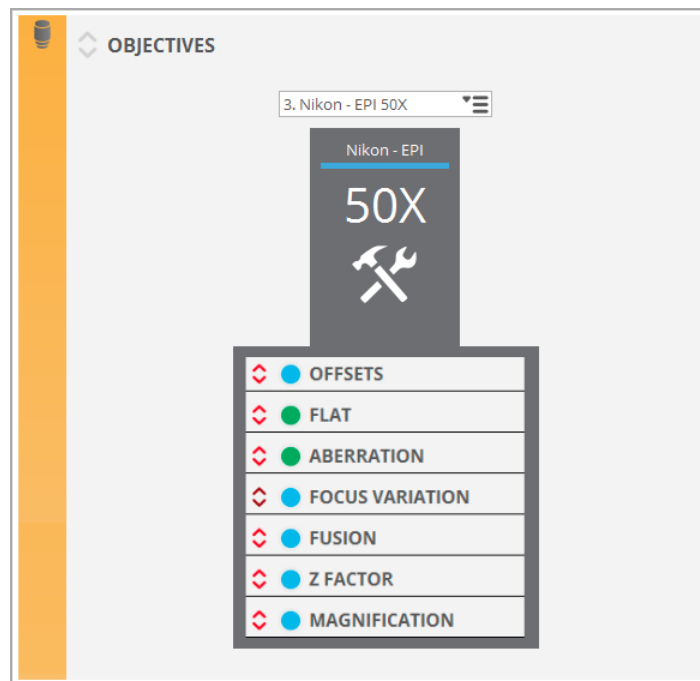 OBJECTIVES
3. Nikon - EPI 50X
Nikon - EPI
50X
OFFSETS
FLAT
ABERRATION
FOCUS VARIATION
FUSION
Z FACTOR
MAGNIFICATION